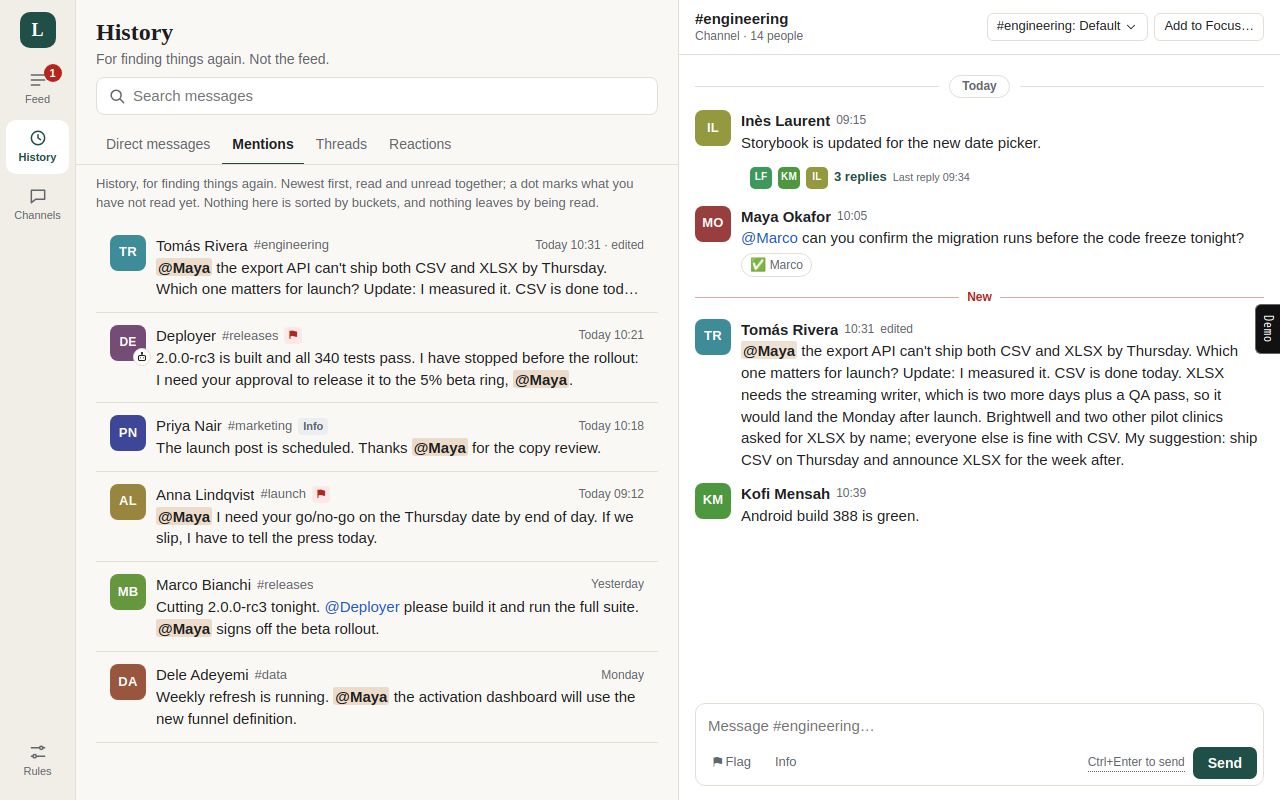 L
1
Feed
History
Channels
Rules
History
For finding things again. Not the feed.
Search messages
Direct messages Mentions Threads Reactions
History, for finding things again. Newest first, read and unread together; a dot marks what you
have not read yet. Nothing here is sorted by buckets, and nothing leaves by being read.
TR
Tomás Rivera #engineering Today 10:31 · edited
@Maya the export API can't ship both CSV and XLSX by Thursday.
Which one matters for launch? Update: I measured it. CSV is done tod…
DE
Deployer #releases Today 10:21
2.0.0-rc3 is built and all 340 tests pass. I have stopped before the rollout:
I need your approval to release it to the 5% beta ring, @Maya.
PN
Priya Nair #marketing Info Today 10:18
The launch post is scheduled. Thanks @Maya for the copy review.
AL
Anna Lindqvist #launch Today 09:12
@Maya I need your go/no-go on the Thursday date by end of day. If we
slip, I have to tell the press today.
MB
Marco Bianchi #releases Yesterday
Cutting 2.0.0-rc3 tonight. @Deployer please build it and run the full suite.
@Maya signs off the beta rollout.
DA
Dele Adeyemi #data Monday
Weekly refresh is running. @Maya the activation dashboard will use the
new funnel definition.
#engineering
Channel · 14 people
#engineering: Default
Add to Focus…
Today
IL
Inès Laurent 09:15
Storybook is updated for the new date picker.
LF KM IL 3 replies Last reply 09:34
MO
Maya Okafor 10:05
@Marco can you confirm the migration runs before the code freeze tonight?
✅ Marco
New
TR
Tomás Rivera 10:31 edited
@Maya the export API can't ship both CSV and XLSX by Thursday. Which
one matters for launch? Update: I measured it. CSV is done today. XLSX
needs the streaming writer, which is two more days plus a QA pass, so it
would land the Monday after launch. Brightwell and two other pilot clinics
asked for XLSX by name; everyone else is fine with CSV. My suggestion: ship
CSV on Thursday and announce XLSX for the week after.
KM
Kofi Mensah 10:39
Android build 388 is green.
Demo
Message #engineering…
Flag Info Ctrl+Enter to send Send